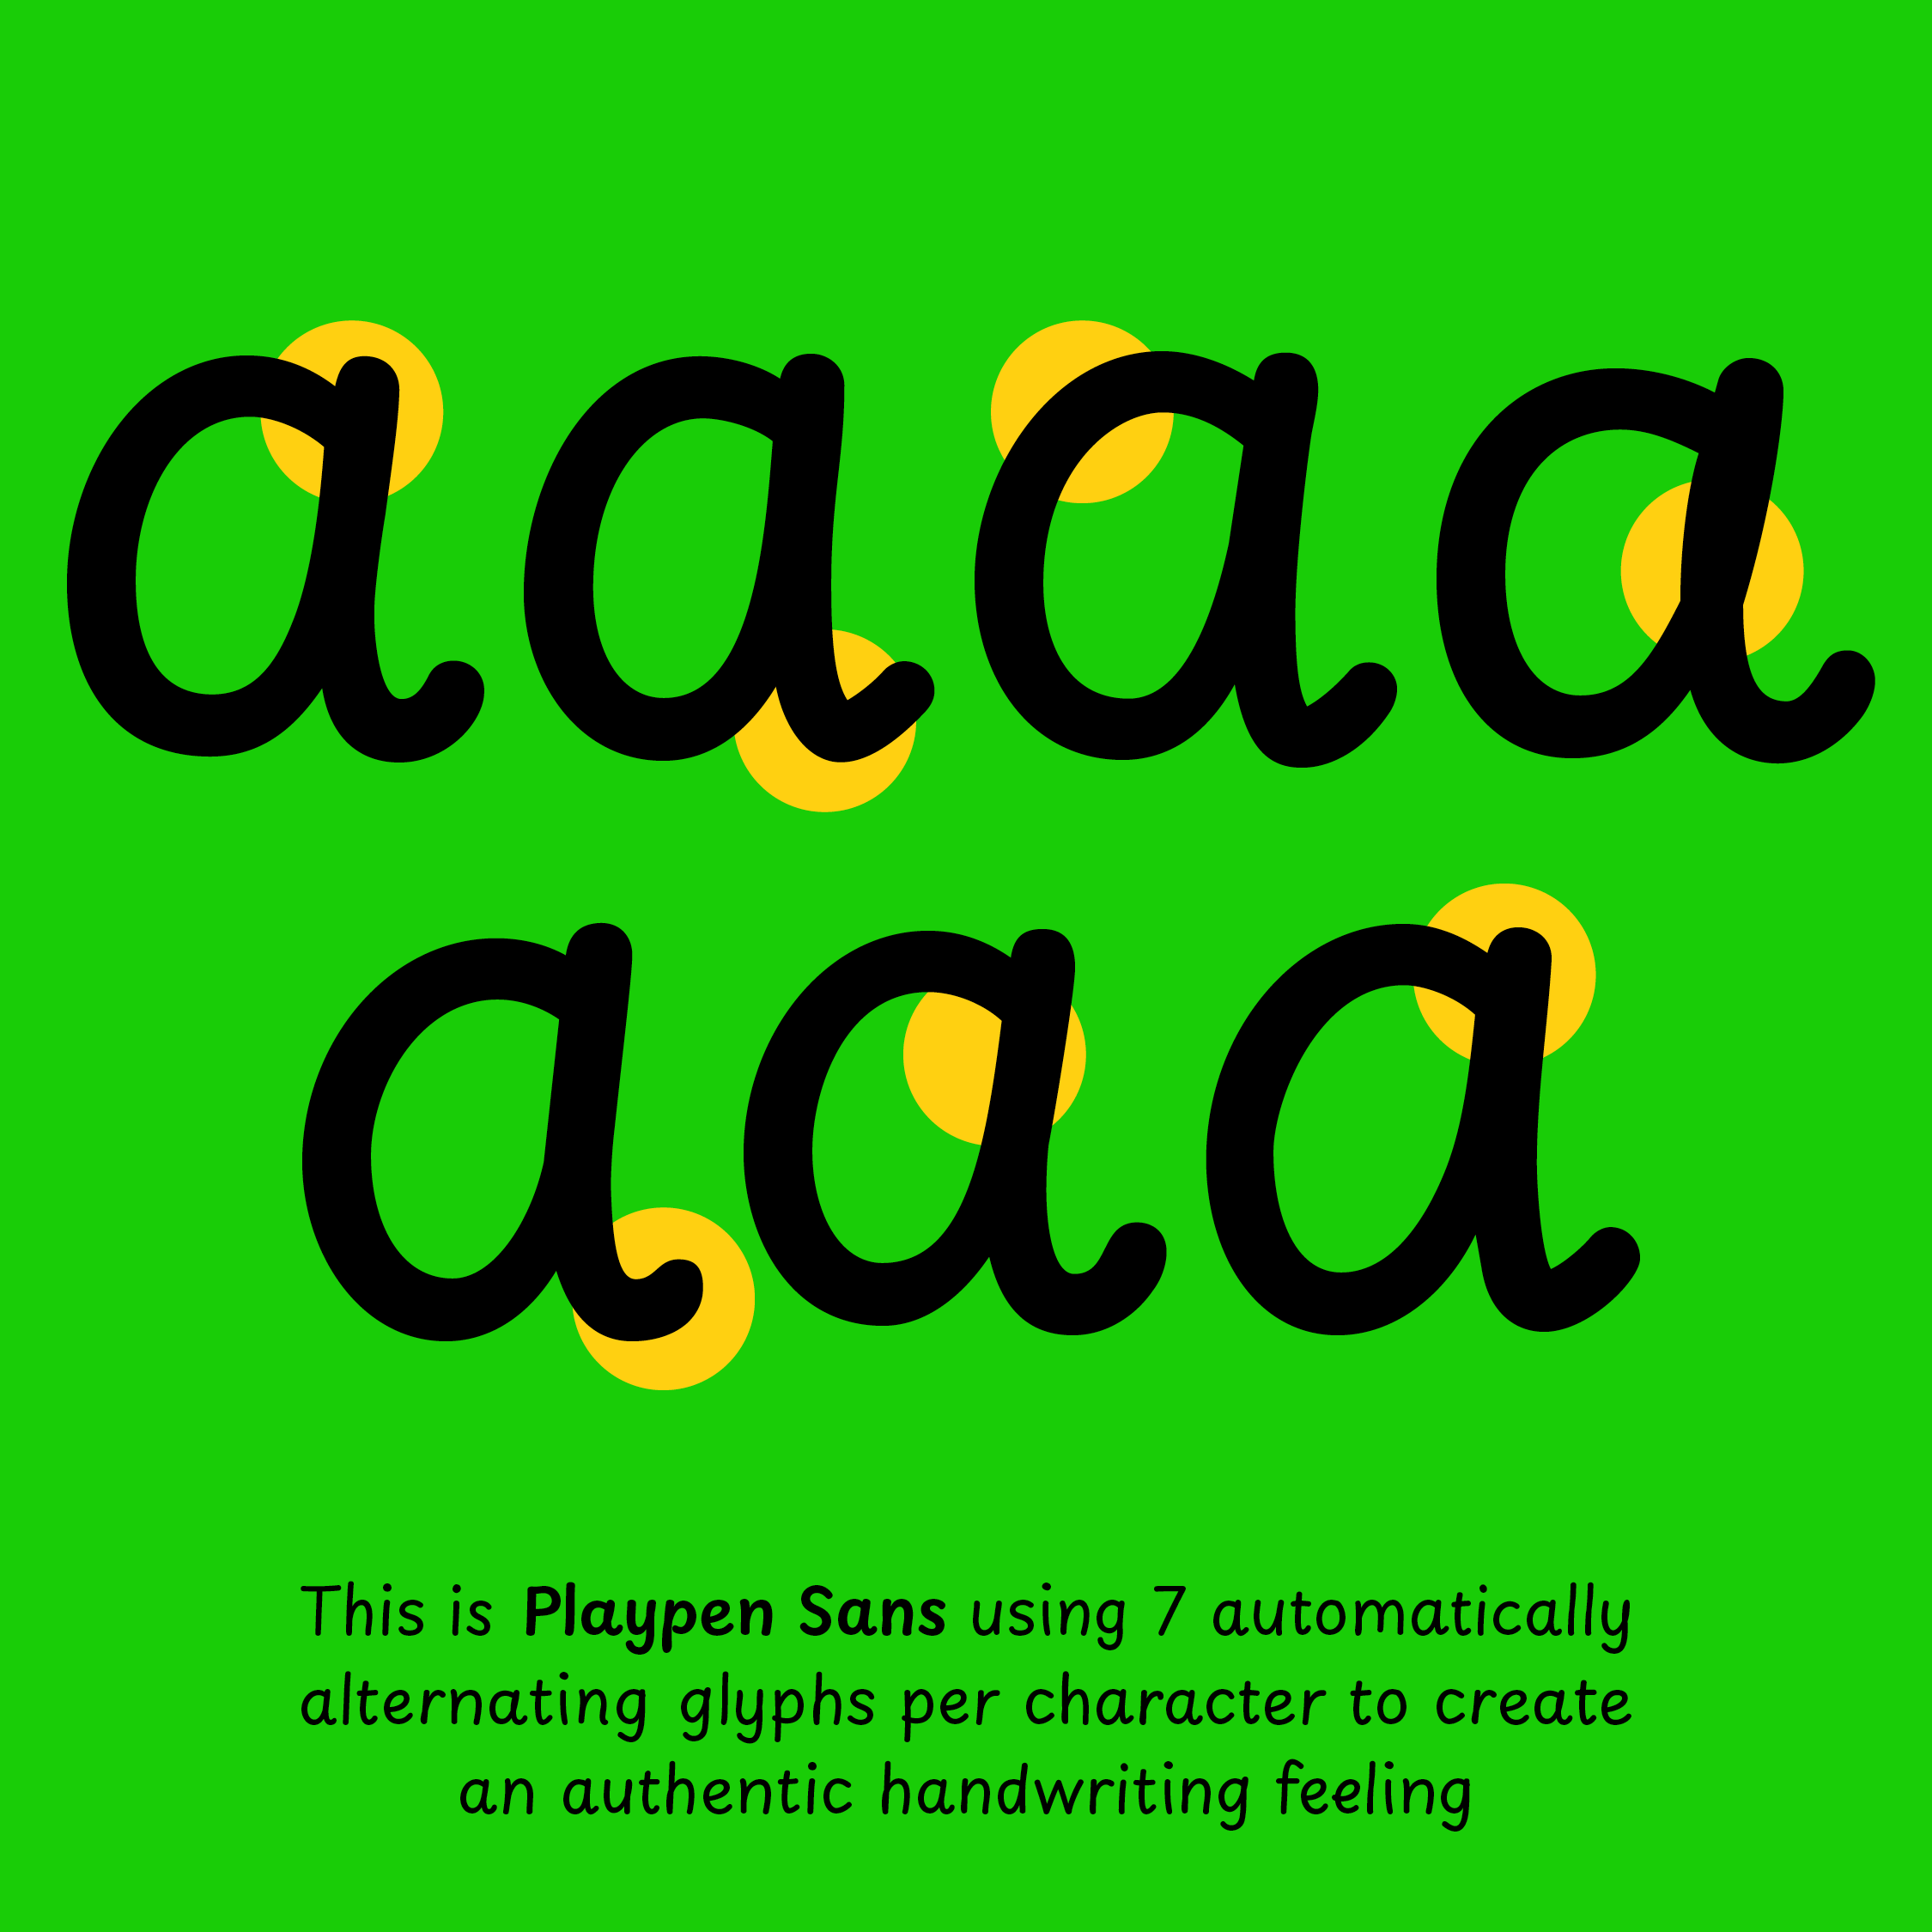 aaaa
aaa
This is Playpen Sans using 7 automatically
alternating glyphs per character to create
an authentic handwriting feeling